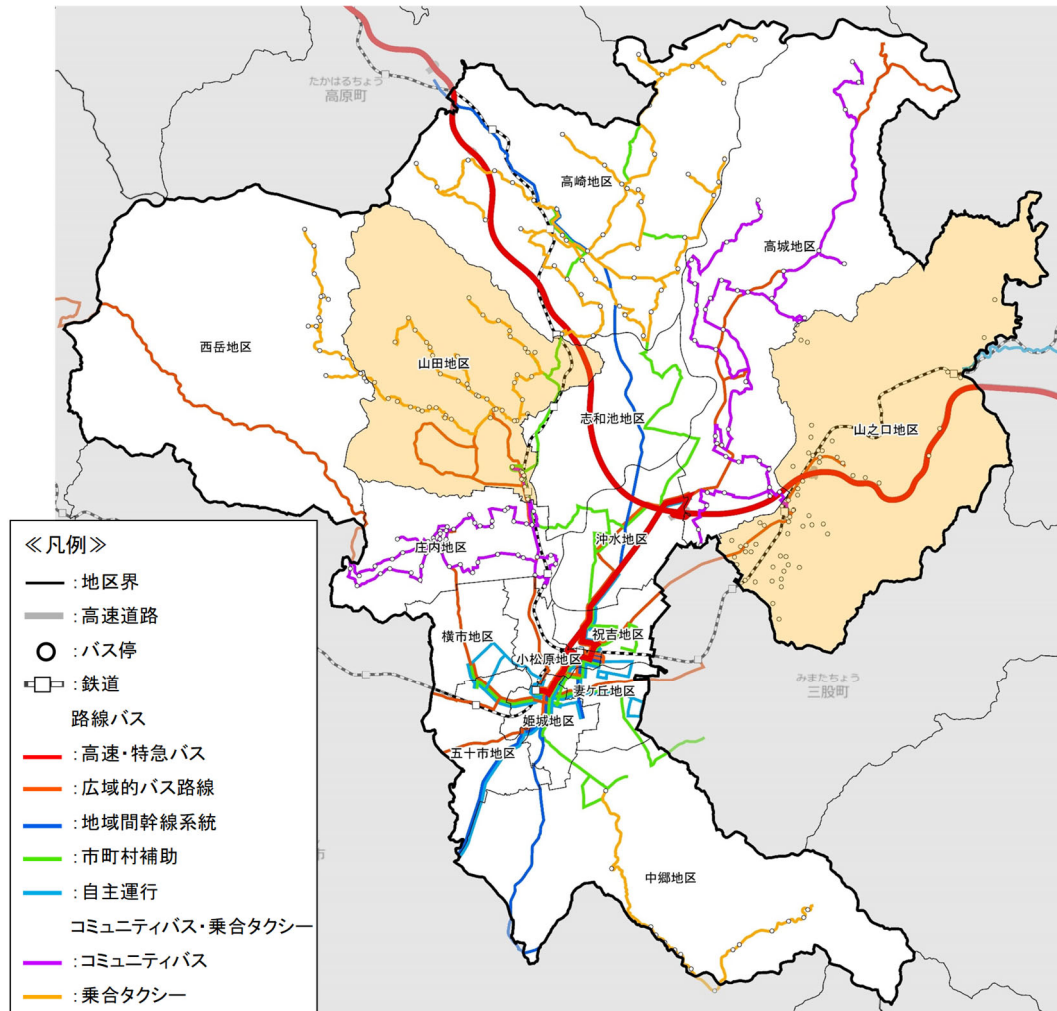 たかはるちょう
高原町
高崎地区
高城地区
西岳地区
山田地区
志和池地区
山之口地区
沖水地区
庄内地区
横市地区
祝吉地区
小松原地区
妻ケ丘地区
姫城地区
五十市地区
みまたちょう
三股町
中郷地区
市
≪凡例≫
：地区界
：高速道路
：バス停
：鉄道
路線バス
：高速・特急バス
：広域的バス路線
：地域間幹線系統
：市町村補助
：自主運行
コミュニティバス・乗合タクシー
：コミュニティバス
：乗合タクシー